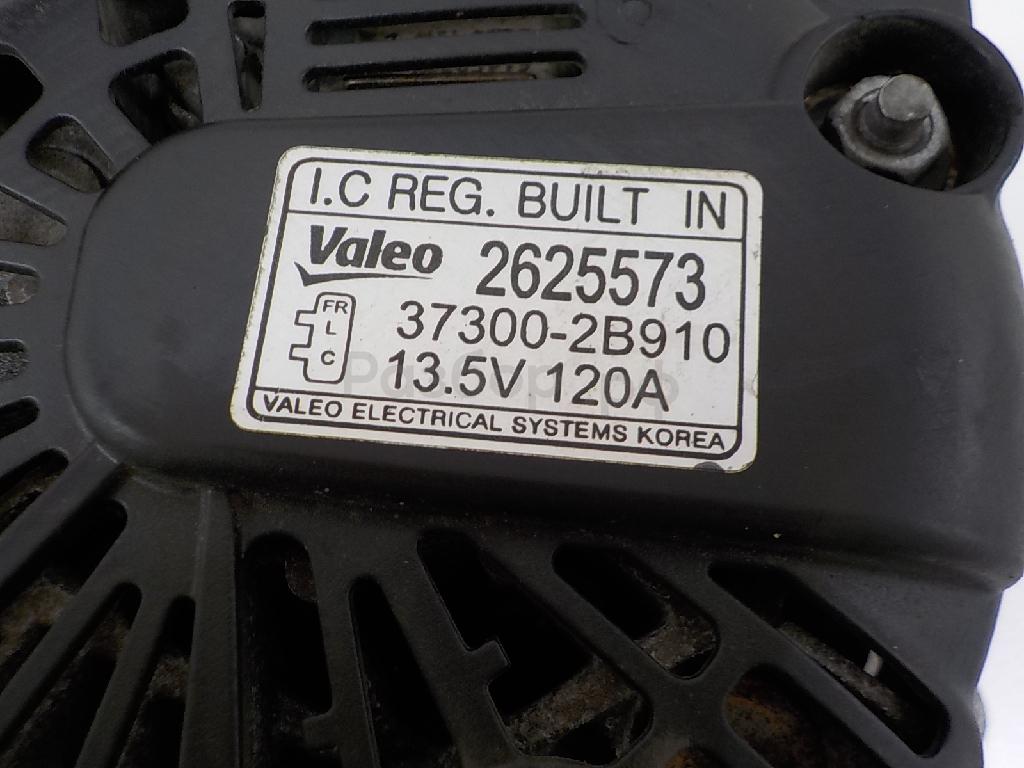 I.C REG. BUILT IN
Valeo 2625573
FR
L
C
37300-2B910
13.5V 120A
VALEO ELECTRICAL SYSTEMS KOREA